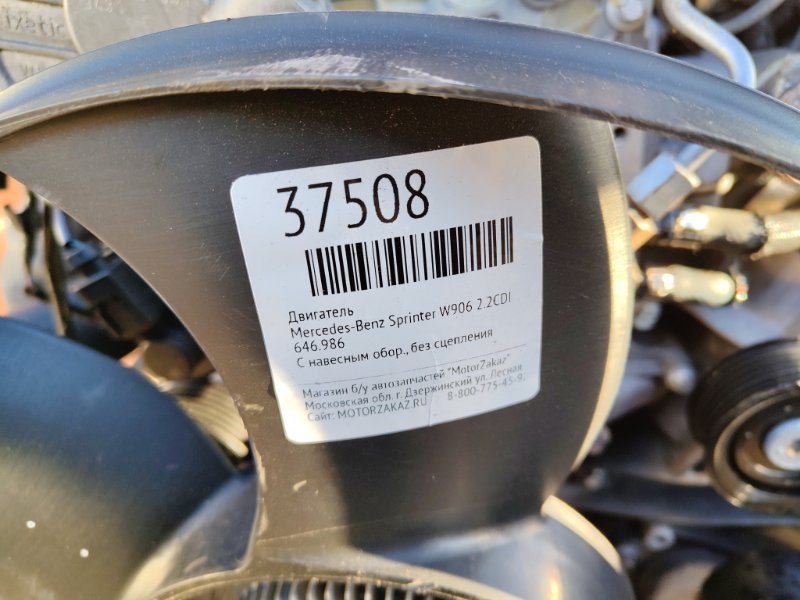 37508
Двигатель
Mercedes-Benz Sprinter W906 2.2CDI
646.986
С навесным обор., без сцепления
Магазин б/у автозапчастей "MotorZakaz"
Московская обл. г. Дзержинский ул. Лесная
Сайт: MOTORZAKAZ.RU 8-800-775-45-9